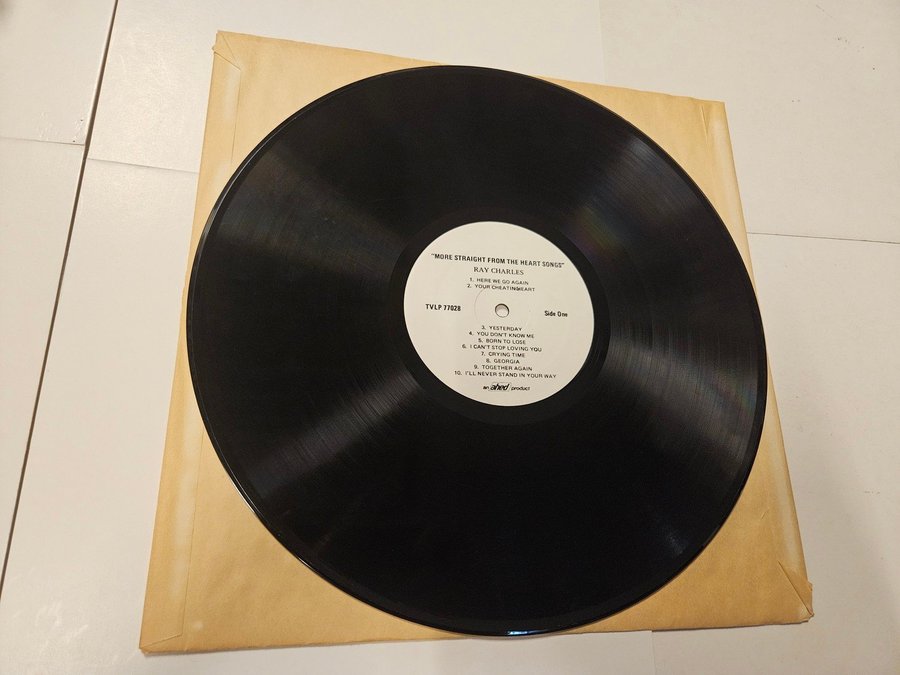 "MORE STRAIGHT FROM THE HEART SONGS"
RAY CHARLES
1. HERE WE GO AGAIN
2. YOUR CHEATIN HEART
TVLP 77028
Side One
3. YESTERDAY
4. YOU DON'T KNOW ME
5. BORN TO LOSE
6. I CAN'T STOP LOVING YOU
7. CRYING TIME
8. GEORGIA
9. TOGETHER AGAIN
10. I'LL NEVER STAND IN YOUR WAY
an ahed product